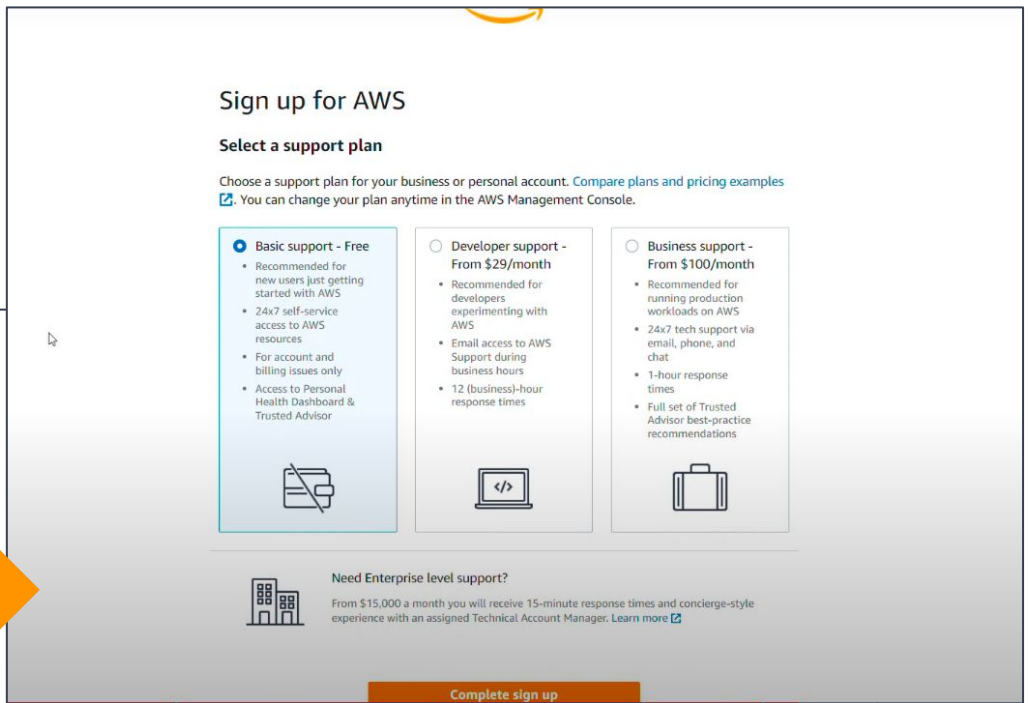 Sign up for AWS
Select a support plan
Choose a support plan for your business or personal account. Compare plans and pricing examples
. You can change your plan anytime in the AWS Management Console.
Basic support - Free
• Recommended for
new users just getting
started with AWS
• 24x7 self-service
access to AWS
resources
• For account and
billing issues only
• Access to Personal
Health Dashboard &
Trusted Advisor
Developer support -
From $29/month
• Recommended for
developers
experimenting with
AWS
• Email access to AWS
Support during
business hours
• 12 (business)-hour
response times
</>
Business support -
From $100/month
• Recommended for
running production
workloads on AWS
• 24x7 tech support via
email, phone, and
chat
• 1-hour response
times
• Full set of Trusted
Advisor best-practice
recommendations
Need Enterprise level support?
From $15,000 a month you will receive 15-minute response times and concierge-style
experience with an assigned Technical Account Manager. Learn more
Complete sign up